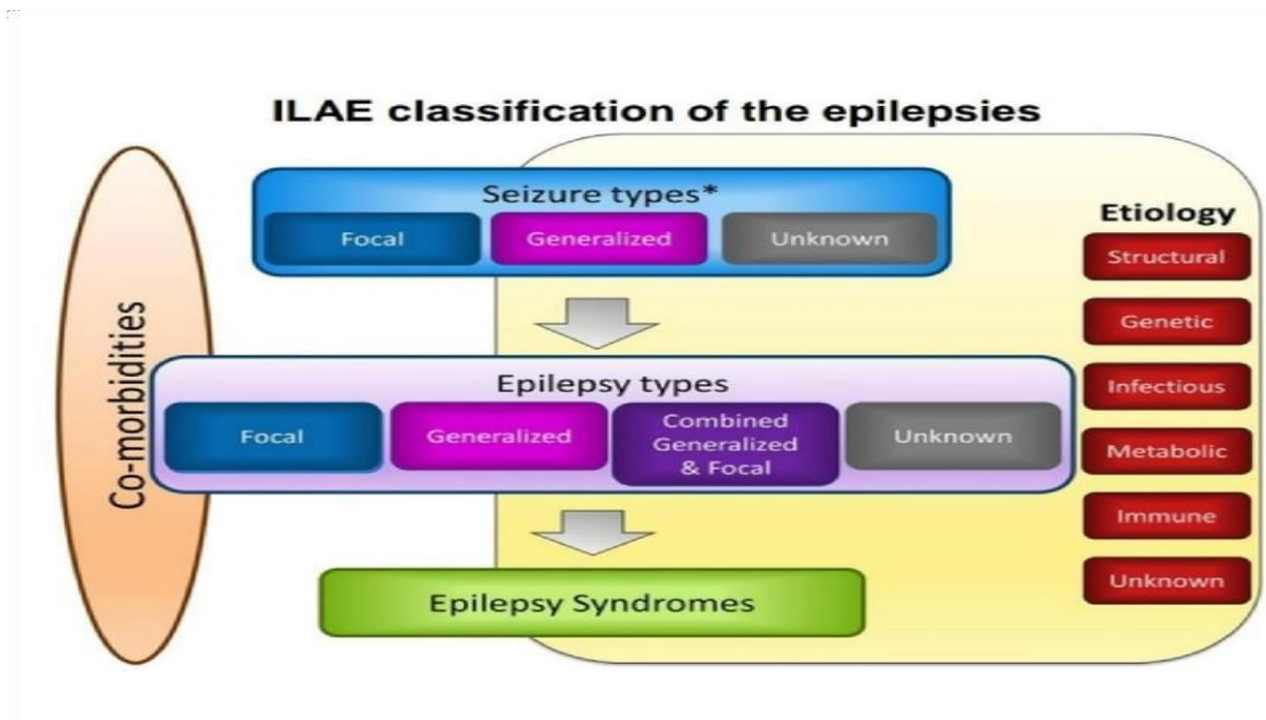 ILAE classification of the epilepsies
Co-morbidities
Seizure types*
Focal
Generalized
Unknown
Epilepsy types
Focal
Generalized
Combined
Generalized
& Focal
Unknown
Epilepsy Syndromes
Etiology
Structural
Genetic
Infectious
Metabolic
Immune
Unknown